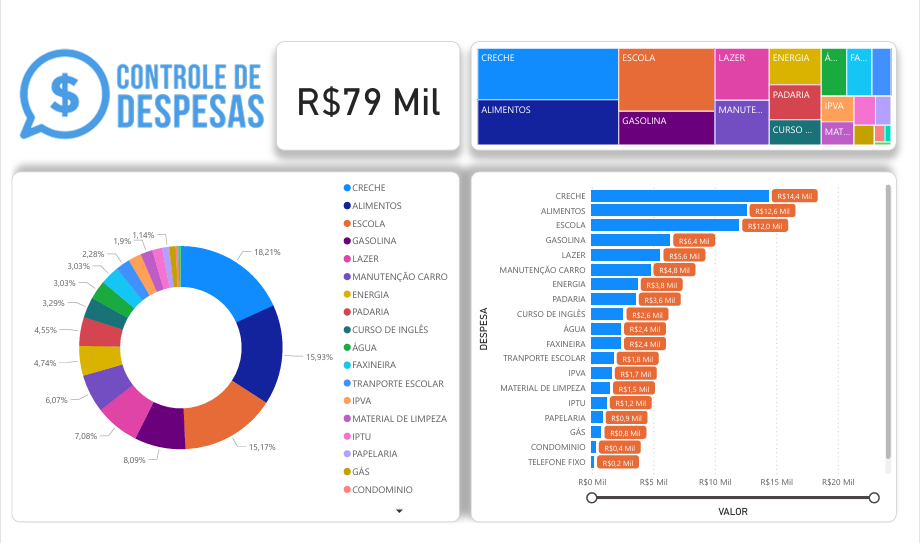 CONTROLE DE
DESPESAS
R$79 Mil
CRECHE
ALIMENTOS
ESCOLA
GASOLINA
LAZER
MANUTE...
ENERGIA
PADARIA
CURSO ...
Á...
FA...
IPVA
MAT...
18,21%
15,93%
15,17%
8,09%
7,08%
6,07%
4,74%
4,55%
3,29%
3,03%
3,03%
2,28%
1,9%
1,14%
CRECHE
ALIMENTOS
ESCOLA
GASOLINA
LAZER
MANUTENÇÃO CARRO
ENERGIA
PADARIA
CURSO DE INGLÊS
ÁGUA
FAXINEIRA
TRANPORTE ESCOLAR
IPVA
MATERIAL DE LIMPEZA
IPTU
PAPELARIA
GÁS
CONDOMINIO
DESPESA
CRECHE R$14,4 Mil
ALIMENTOS R$12,6 Mil
ESCOLA R$12,0 Mil
GASOLINA R$6,4 Mil
LAZER R$5,6 Mil
MANUTENÇÃO CARRO R$4,8 Mil
ENERGIA R$3,8 Mil
PADARIA R$3,6 Mil
CURSO DE INGLÊS R$2,6 Mil
ÁGUA R$2,4 Mil
FAXINEIRA R$2,4 Mil
TRANPORTE ESCOLAR R$1,8 Mil
IPVA R$1,7 Mil
MATERIAL DE LIMPEZA R$1,5 Mil
IPTU R$1,2 Mil
PAPELARIA R$0,9 Mil
GÁS R$0,8 Mil
CONDOMINIO R$0,4 Mil
TELEFONE FIXO R$0,2 Mil
R$0 Mil R$5 Mil R$10 Mil R$15 Mil R$20 Mil
VALOR